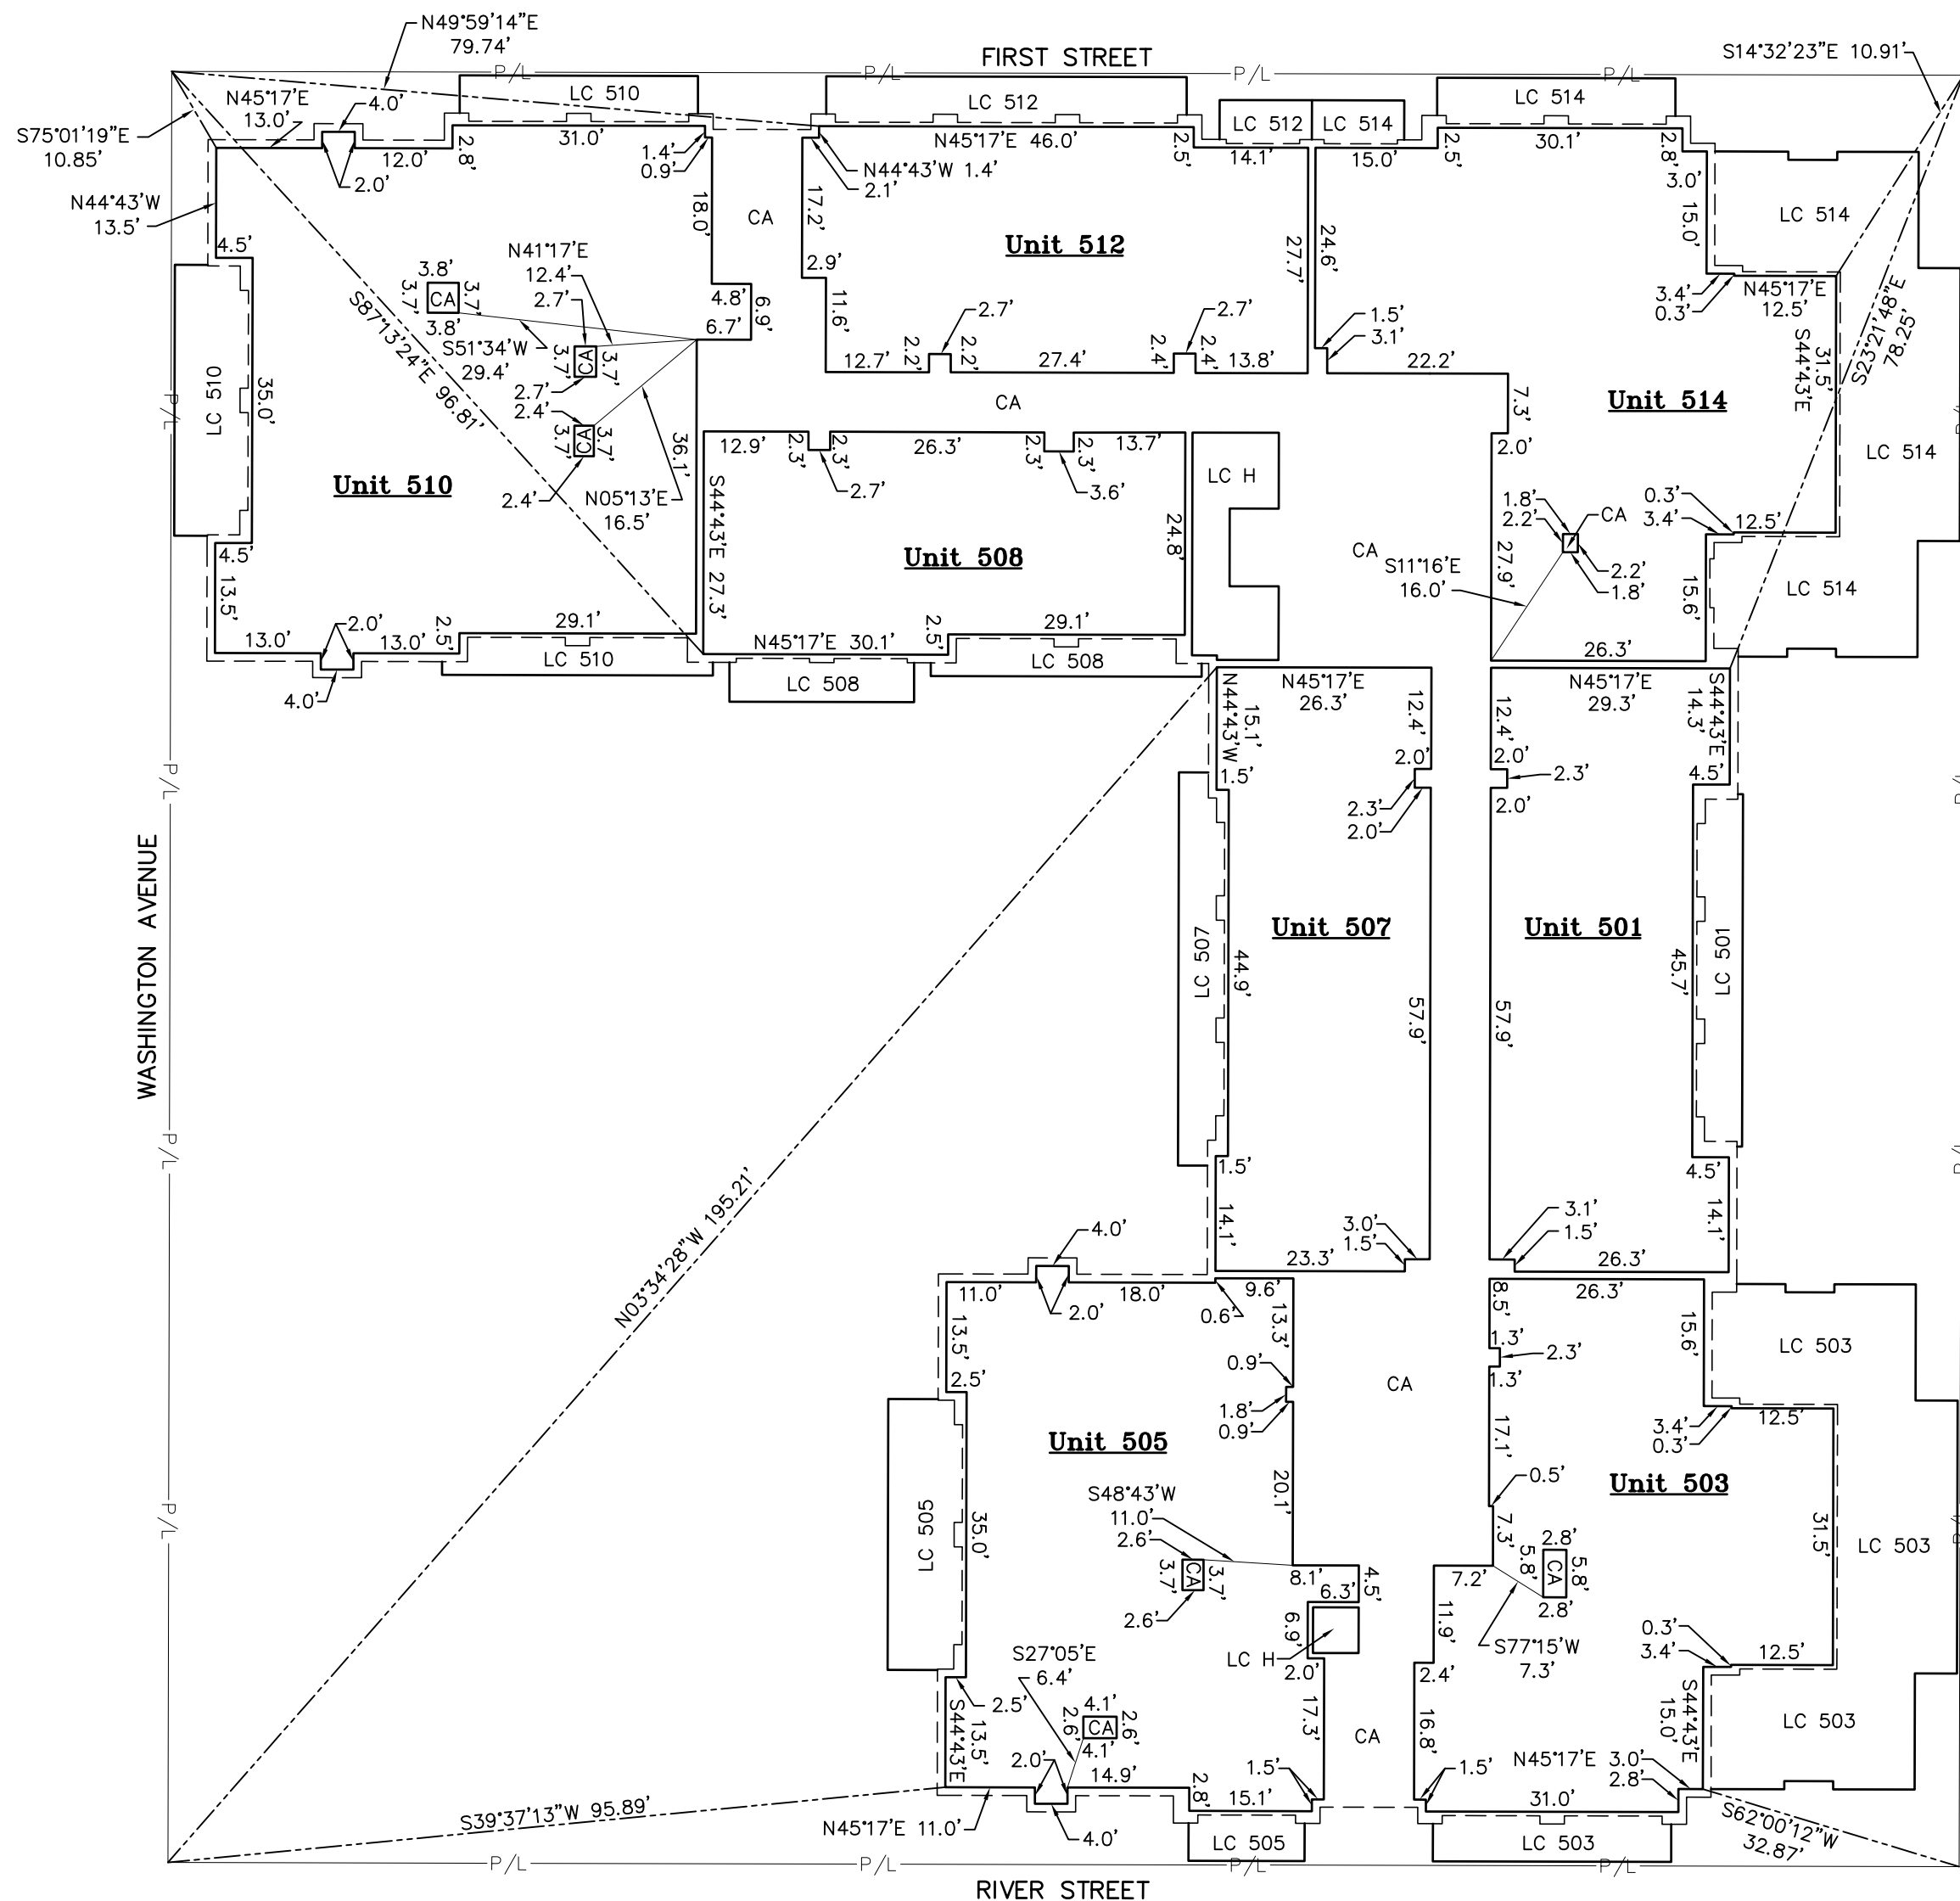 N49°59'14"E
79.74'
FIRST STREET
S14°32'23"E 10.91'
P/L
P/L
P/L
P/L
N45°17'E
13.0'
4.0'
LC 510
LC 512
LC 514
S75°01'19"E
10.85'
31.0'
N45°17'E 46.0'
LC 512
LC 514
30.1'
12.0'
2.8'
1.4'
0.9'
2.5'
14.1'
15.0'
2.5'
2.8'
3.0'
2.0'
N44°43'W 1.4'
2.1'
N44°43'W
13.5'
18.0'
CA
17.2'
15.0'
LC 514
4.5'
N41°17'E
12.4'
Unit 512
27.7'
24.6'
3.8'
2.7'
2.9'
3.4'
0.3'
N45°17'E
12.5'
3.7'
CA
3.7'
3.8'
4.8'
6.9'
11.6'
2.7'
2.7'
1.5'
3.1'
S87°13'24"E 96.81'
S51°34'W
29.4'
6.7'
3.7'
CA
3.7'
2.7'
12.7'
2.2'
2.2'
27.4'
2.4'
2.4'
13.8'
22.2'
S44°43'E
31.5'
S23°21'48"E
78.25'
LC 510
35.0'
P/L
2.4'
3.7'
CA
3.7'
2.4'
CA
7.3'
Unit 514
36.1'
12.9'
2.3'
2.3'
26.3'
2.3'
2.3'
13.7'
2.0'
LC 514
2.7'
3.6'
LC H
Unit 510
N05°13'E
16.5'
S44°43'E 27.3'
24.8'
CA
1.8'
2.2'
CA
0.3'
3.4'
12.5'
4.5'
Unit 508
27.9'
S11°16'E
16.0'
2.2'
1.8'
LC 514
13.5'
15.6'
13.0'
2.0'
13.0'
2.5'
29.1'
N45°17'E 30.1'
2.5'
29.1'
26.3'
LC 510
LC 508
4.0'
LC 508
N44°43'W
15.1'
N45°17'E
26.3'
12.4'
12.4'
N45°17'E
29.3'
S44°43'E
14.3'
P/L
1.5'
2.0'
2.3'
2.0'
2.0'
2.3'
2.0'
4.5'
WASHINGTON AVENUE
LC 507
Unit 507
Unit 501
LC 501
44.9'
57.9'
57.9'
45.7'
P/L
1.5'
4.5'
N03°34'28"W 195.21'
14.1'
3.0'
1.5'
3.1'
1.5'
14.1'
4.0'
23.3'
26.3'
11.0'
2.0'
18.0'
0.6'
9.6'
8.5'
26.3'
13.5'
13.3'
1.3'
2.3'
1.3'
15.6'
LC 503
2.5'
0.9'
1.8'
0.9'
CA
3.4'
0.3'
12.5'
Unit 505
17.1'
Unit 503
P/L
LC 505
35.0'
S48°43'W
11.0'
20.1'
0.5'
7.3'
31.5'
LC 503
2.6'
3.7'
CA
3.7'
2.6'
8.1'
6.3'
4.5'
7.2'
2.8'
5.8'
CA
5.8'
2.8'
6.9'
11.9'
S77°15'W
7.3'
S27°05'E
6.4'
LC H
2.0'
2.4'
0.3'
3.4'
12.5'
2.5'
4.1'
2.6'
CA
2.6'
4.1'
S44°43'E
13.5'
17.3'
CA
16.8'
S44°43'E
15.0'
LC 503
2.0'
14.9'
2.8'
1.5'
15.1'
1.5'
N45°17'E
3.0'
2.8'
31.0'
S39°37'13"W 95.89'
N45°17'E 11.0'
4.0'
LC 505
LC 503
S62°00'12"W
32.87'
P/L
P/L
P/L
P/L
RIVER STREET